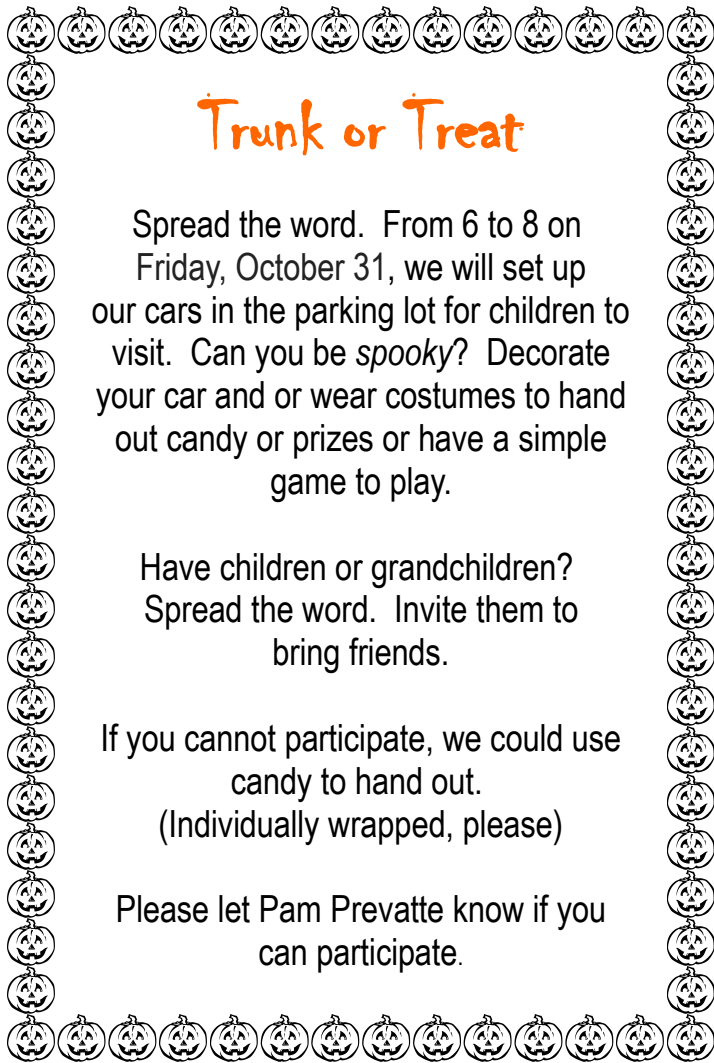 Trunk or Treat
Spread the word.  From 6 to 8 on
Friday, October 31, we will set up
our cars in the parking lot for children to
visit.  Can you be spooky?  Decorate
your car and or wear costumes to hand
out candy or prizes or have a simple
game to play.
Have children or grandchildren?
Spread the word.  Invite them to
bring friends.
If you cannot participate, we could use
candy to hand out.
(Individually wrapped, please)
Please let Pam Prevatte know if you
can participate.